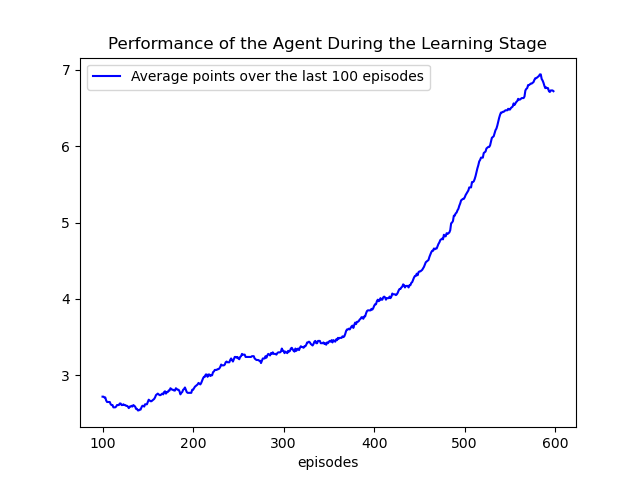 Performance of the Agent During the Learning Stage
Average points over the last 100 episodes
7
6
5
4
3
100 200 300 400 500 600
episodes